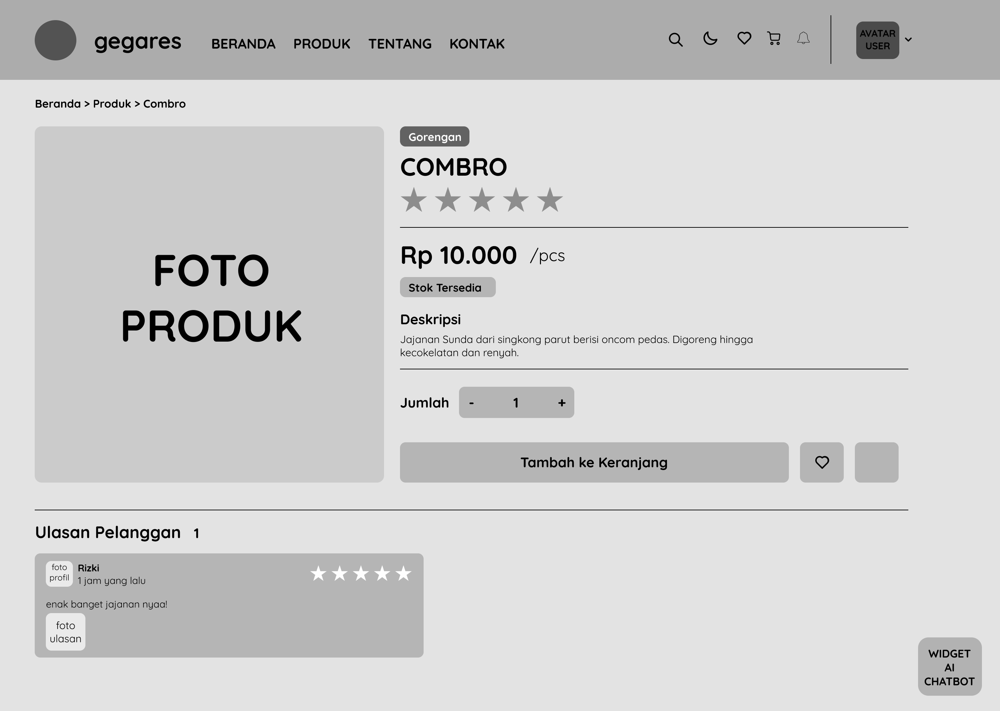 gegares
BERANDA
PRODUK
TENTANG
KONTAK
AVATAR
USER
Beranda > Produk > Combro
FOTO
PRODUK
Gorengan
COMBRO
Rp 10.000 /pcs
Stok Tersedia
Deskripsi
Jajanan Sunda dari singkong parut berisi oncom pedas. Digoreng hingga
kecokelatan dan renyah.
Jumlah
- 1 +
Tambah ke Keranjang
Ulasan Pelanggan 1
foto
profil
Rizki
1 jam yang lalu
enak banget jajanan nyaa!
foto
ulasan
WIDGET
AI
CHATBOT